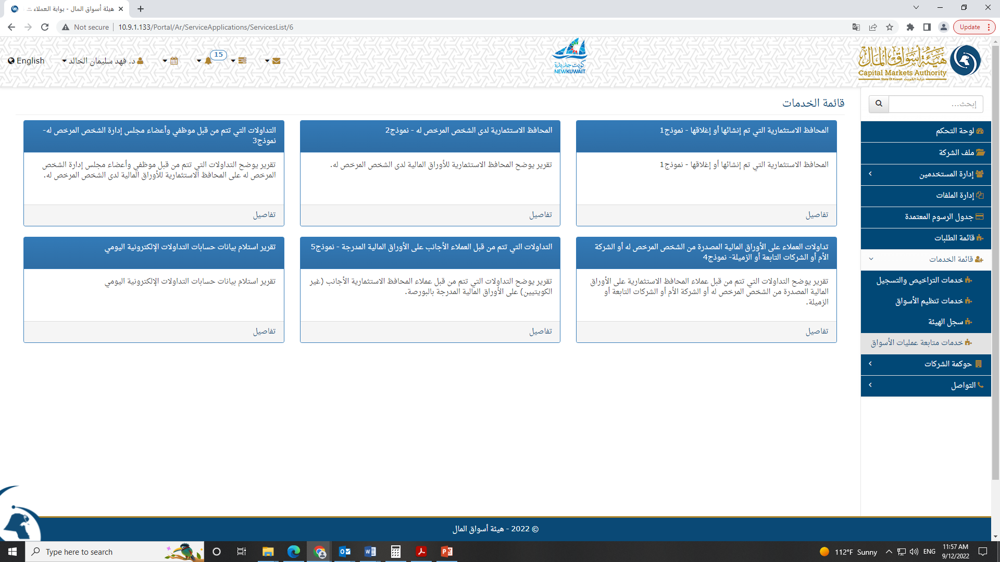 هيئة أسواق المال - بوابة العملاء .::
Not secure
10.9.1.133/Portal/Ar/ServiceApplications/ServicesList/6
Update
English
د. فهد سليمان الخالد
15
كويت جديدة
NEWKUWAIT
هيئة أسواق المال
Capital Markets Authority
State Of Kuwait دولة الكويت
إبحث...
لوحة التحكم
ملف الشركة
إدارة المستخدمين
إدارة الملفات
جدول الرسوم المعتمدة
قائمة الطلبات
قائمة الخدمات
خدمات التراخيص والتسجيل
خدمات تنظيم الأسواق
سجل الهيئة
خدمات متابعة عمليات الأسواق
حوكمة الشركات
التواصل
قائمة الخدمات
المحافظ الاستثمارية التي تم إنشائها أو إغلاقها - نموذج1
المحافظ الاستثمارية التي تم إنشائها أو إغلاقها - نموذج1
تفاصيل
المحافظ الاستثمارية لدى الشخص المرخص له - نموذج2
تقرير يوضح المحافظ الاستثمارية للأوراق المالية لدى الشخص المرخص له.
تفاصيل
التداولات التي تتم من قبل موظفي وأعضاء مجلس إدارة الشخص المرخص له-
نموذج3
تقرير يوضح التداولات التي تتم من قبل موظفي وأعضاء مجلس إدارة الشخص
المرخص له على المحافظ الاستثمارية للأوراق المالية لدى الشخص المرخص له.
تفاصيل
تداولات العملاء على الأوراق المالية المصدرة من الشخص المرخص له أو الشركة
الأم أو الشركات التابعة أو الزميلة- نموذج4
تقرير يوضح التداولات التي تتم من قبل عملاء المحافظ الاستثمارية على الأوراق
المالية المصدرة من الشخص المرخص له أو الشركة الأم أو الشركات التابعة أو
الزميلة.
تفاصيل
التداولات التي تتم من قبل العملاء الأجانب على الأوراق المالية المدرجة - نموذج5
تقرير يوضح التداولات التي تتم من قبل عملاء المحافظ الاستثمارية الأجانب (غير
الكويتيين) على الأوراق المالية المدرجة بالبورصة.
تفاصيل
تقرير استلام بيانات حسابات التداولات الإلكترونية اليومي
تقرير استلام بيانات حسابات التداولات الإلكترونية اليومي
تفاصيل
© 2022 - هيئة أسواق المال
Type here to search
112°F Sunny
ENG
11:57 AM
9/12/2022